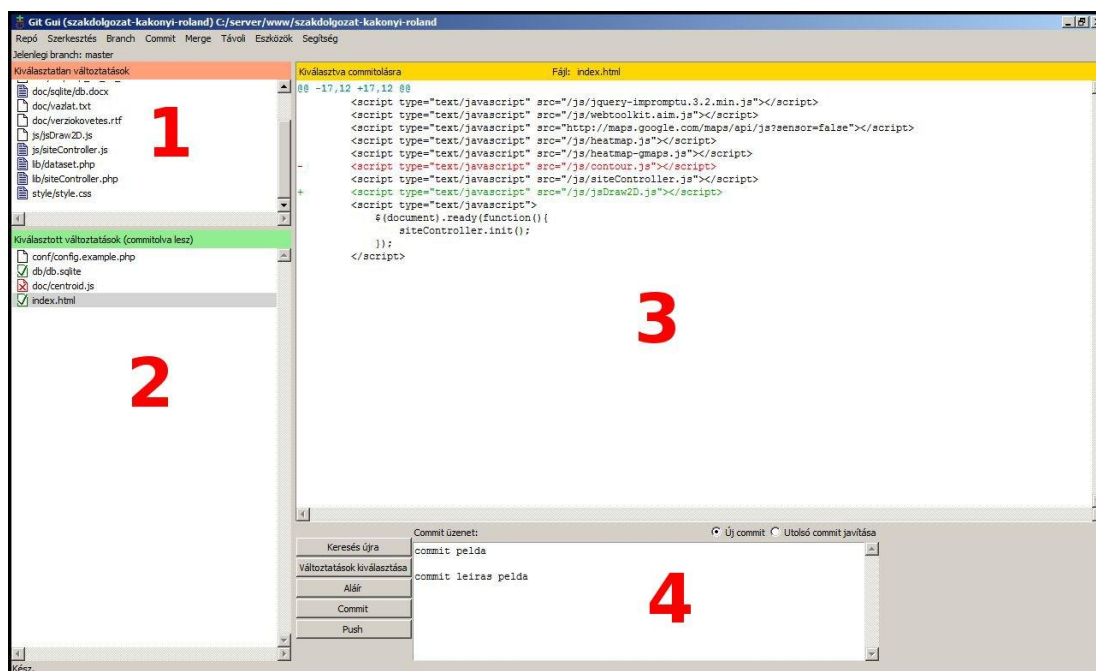 Git Gui (szakdolgozat-kakonyi-roland) C:/server/www/szakdolgozat-kakonyi-roland
Repó Szerkesztés Branch Commit Merge Távoli Eszközök Segítség
Jelenlegi branch: master
Kiválasztatlan változtatások
doc/sqlite/db.docx
doc/vazlat.txt
doc/verziokovetes.rtf
js/jsDraw2D.js
js/siteController.js
lib/dataset.php
lib/siteController.php
style/style.css
1
Kiválasztott változtatások (commitolva lesz)
conf/config.example.php
db/db.sqlite
doc/centroid.js
index.html
2
Kiválasztva commitolásra Fájl: index.html
@@ -17,12 +17,12 @@
<script type="text/javascript" src="/js/jquery-impromptu.3.2.min.js"></script>
<script type="text/javascript" src="/js/webtoolkit.aim.js"></script>
<script type="text/javascript" src="http://maps.google.com/maps/api/js?sensor=false"></script>
<script type="text/javascript" src="/js/heatmap.js"></script>
<script type="text/javascript" src="/js/heatmap-gmaps.js"></script>
- <script type="text/javascript" src="/js/contour.js"></script>
<script type="text/javascript" src="/js/siteController.js"></script>
+ <script type="text/javascript" src="/js/jsDraw2D.js"></script>
<script type="text/javascript">
$(document).ready(function(){
siteController.init();
});
</script>
3
Keresés újra
Változtatások kiválasztása
Aláír
Commit
Push
Commit üzenet: Új commit Utolsó commit javítása
commit pelda
commit leiras pelda
4
Kész.